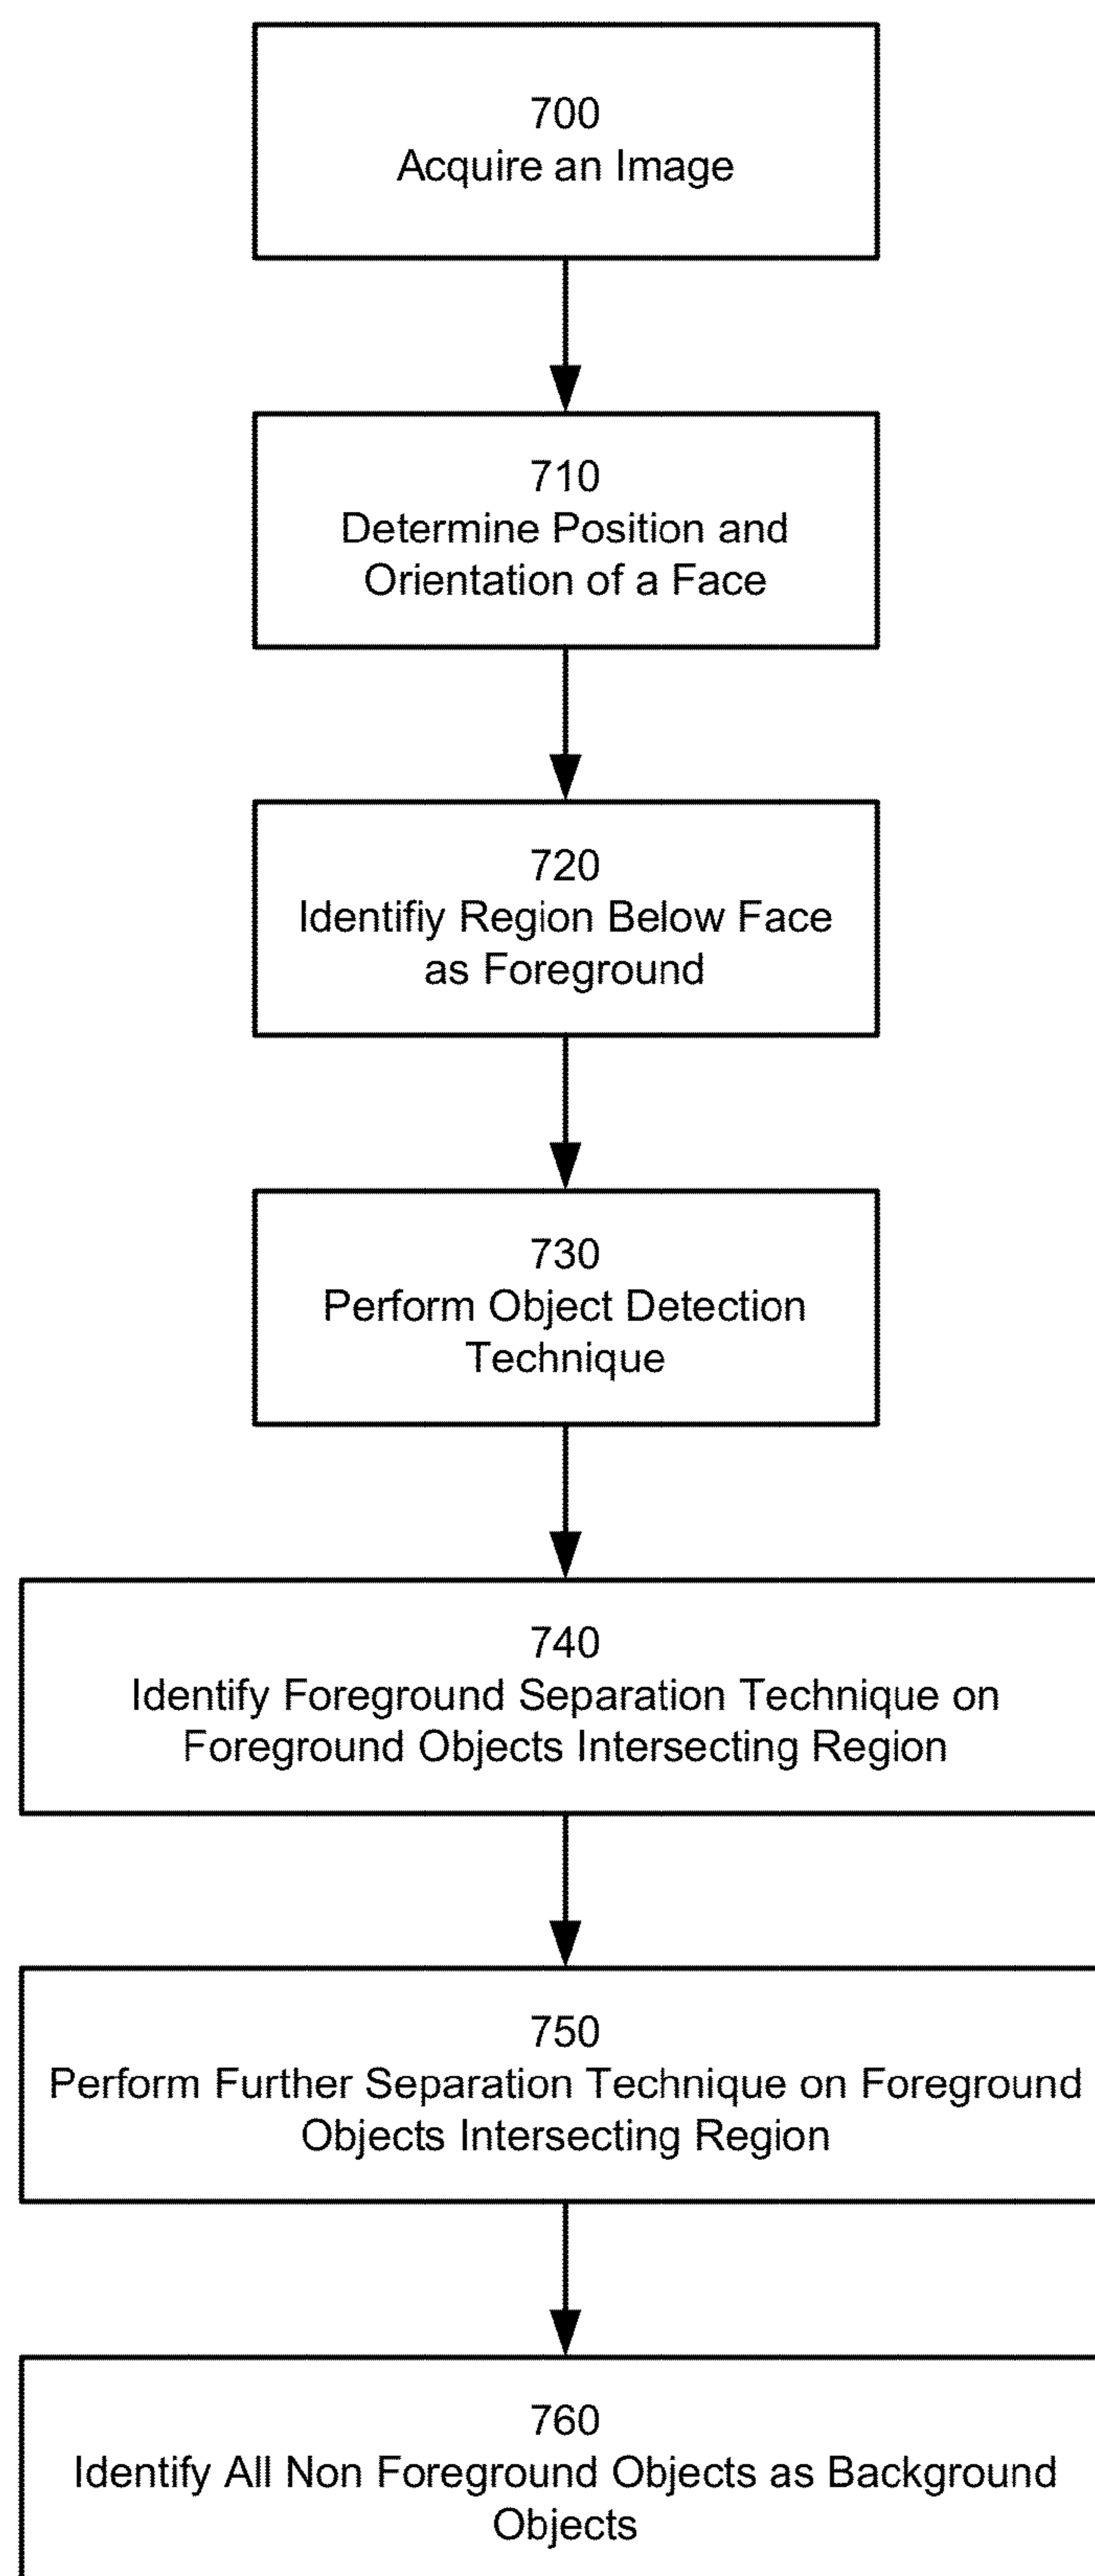 700
Acquire an Image
710
Determine Position and
Orientation of a Face
720
Identifiy Region Below Face
as Foreground
730
Perform Object Detection
Technique
740
Identify Foreground Separation Technique on
Foreground Objects Intersecting Region
750
Perform Further Separation Technique on Foreground
Objects Intersecting Region
760
Identify All Non Foreground Objects as Background
Objects